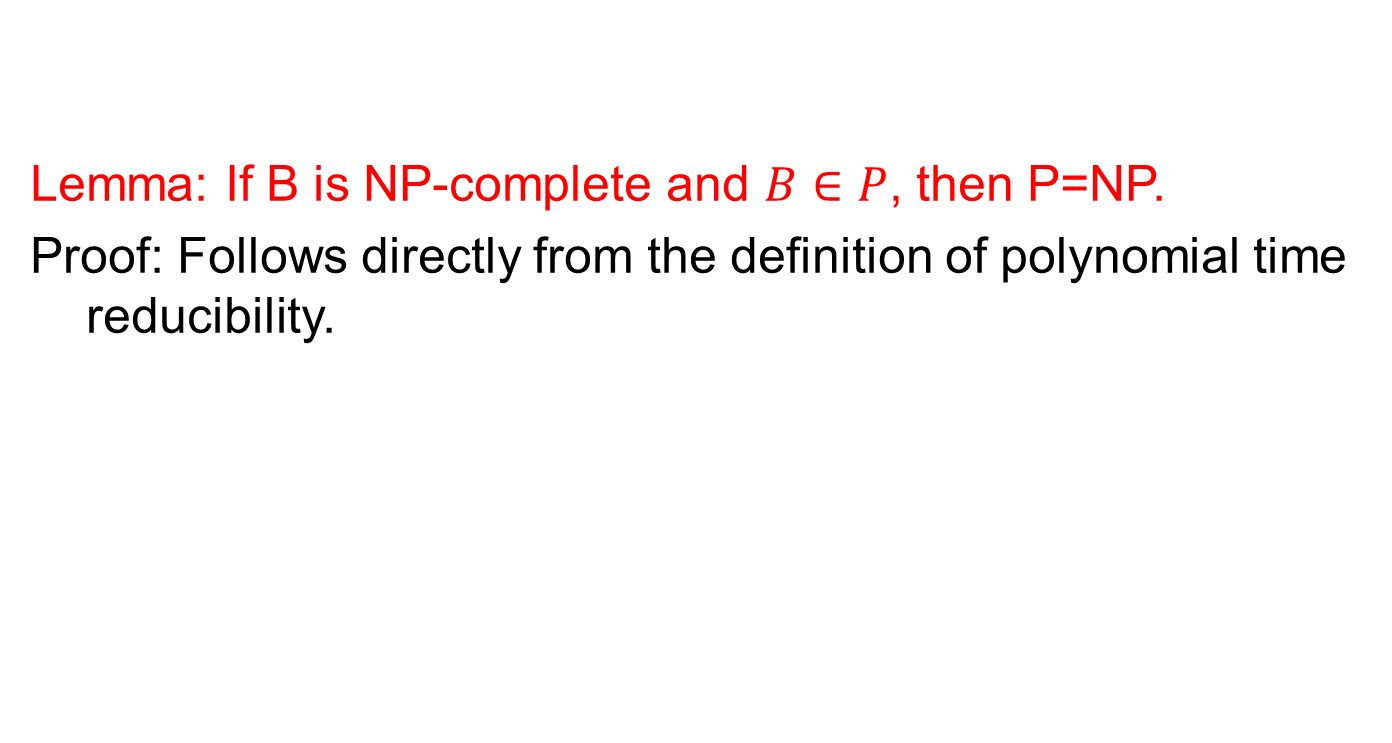 Lemma: If B is NP-complete and 𝐵 ∈ 𝑃, then P=NP.
Proof: Follows directly from the definition of polynomial time
reducibility.